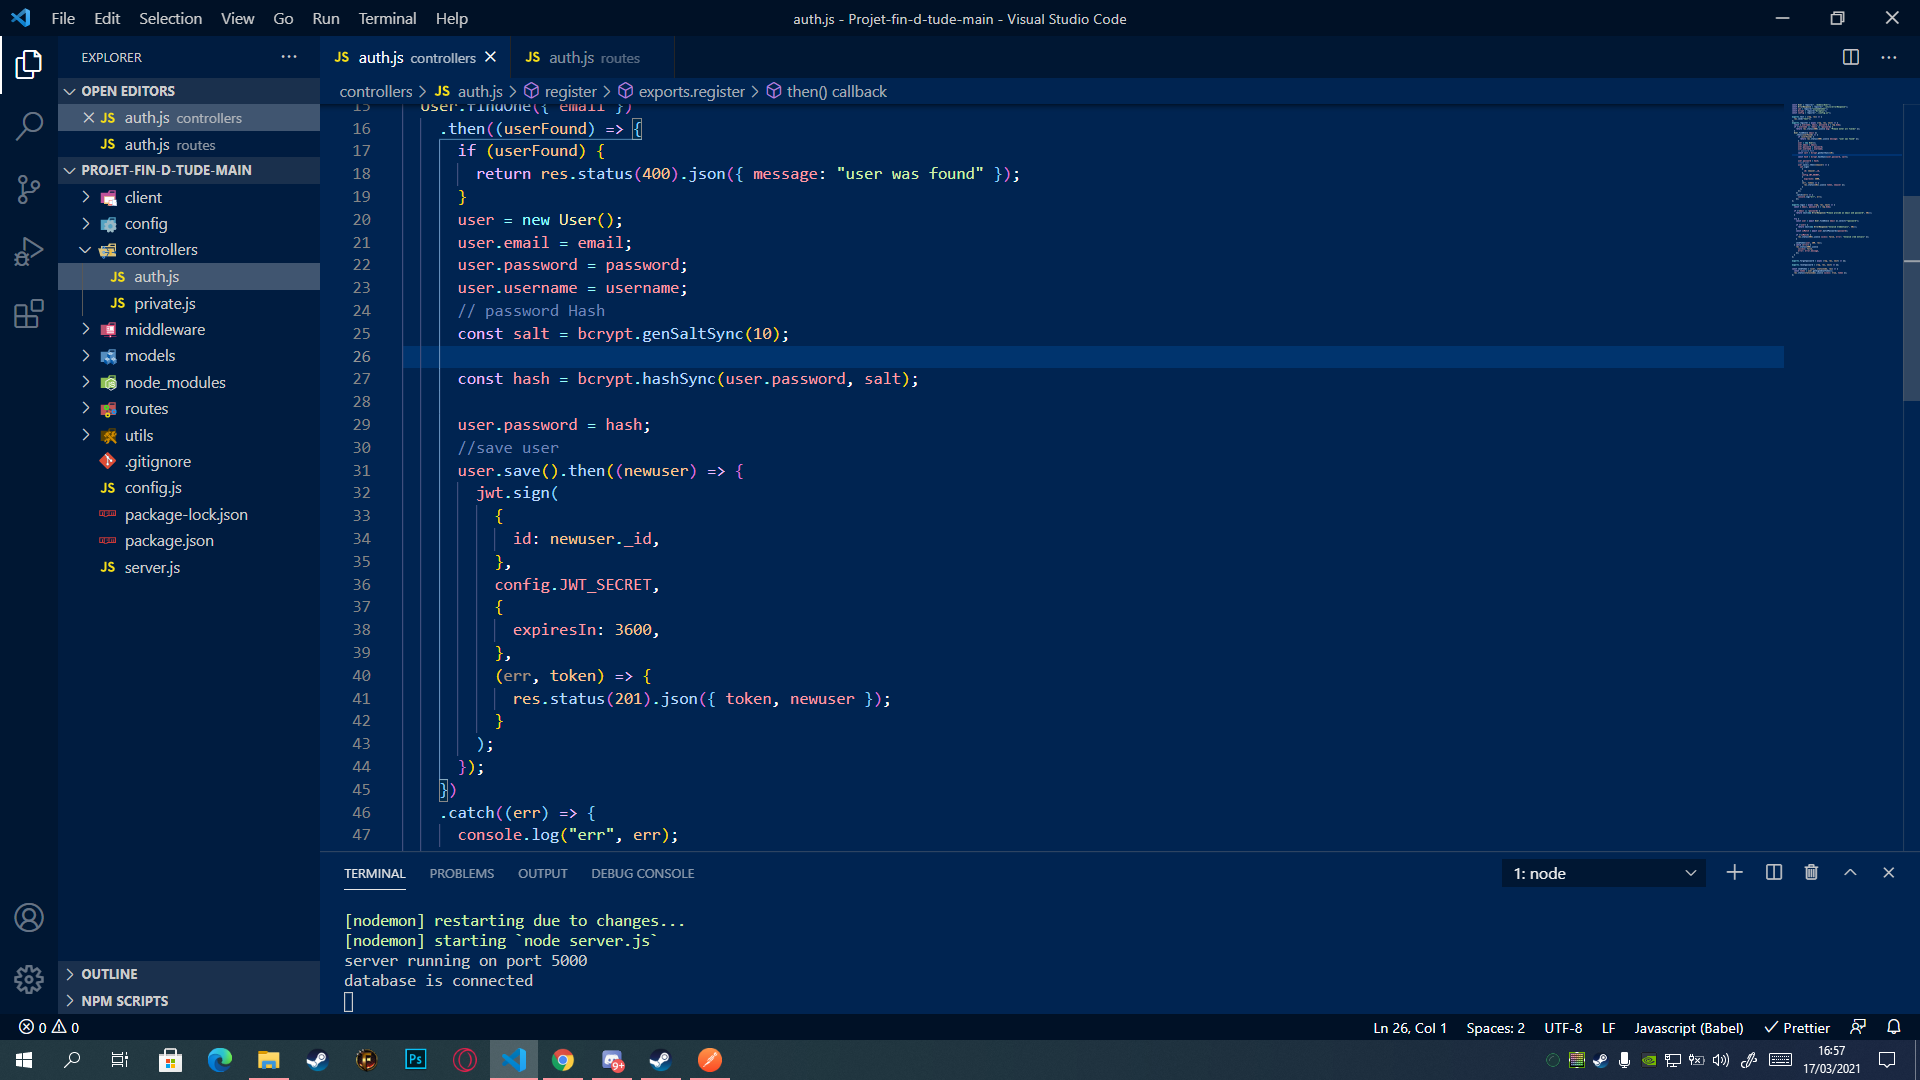 File Edit Selection View Go Run Terminal Help
auth.js - Projet-fin-d-tude-main - Visual Studio Code
EXPLORER
OPEN EDITORS
JS auth.js controllers
JS auth.js routes
PROJET-FIN-D-TUDE-MAIN
client
config
controllers
JS auth.js
JS private.js
middleware
models
node_modules
routes
utils
.gitignore
JS config.js
package-lock.json
package.json
JS server.js
OUTLINE
NPM SCRIPTS
JS auth.js controllers
JS auth.js routes
controllers > JS auth.js > register > exports.register > then() callback
15 User.findOne({ email })
16 .then((userFound) => {
17 if (userFound) {
18 return res.status(400).json({ message: "user was found" });
19 }
20 user = new User();
21 user.email = email;
22 user.password = password;
23 user.username = username;
24 // password Hash
25 const salt = bcrypt.genSaltSync(10);
26
27 const hash = bcrypt.hashSync(user.password, salt);
28
29 user.password = hash;
30 //save user
31 user.save().then((newuser) => {
32 jwt.sign(
33 {
34 id: newuser._id,
35 },
36 config.JWT_SECRET,
37 {
38 expiresIn: 3600,
39 },
40 (err, token) => {
41 res.status(201).json({ token, newuser });
42 }
43 );
44 });
45 })
46 .catch((err) => {
47 console.log("err", err);
TERMINAL PROBLEMS OUTPUT DEBUG CONSOLE
1: node
[nodemon] restarting due to changes...
[nodemon] starting `node server.js`
server running on port 5000
database is connected
0 0
Ln 26, Col 1 Spaces: 2 UTF-8 LF Javascript (Babel) Prettier
Ps
9+
16:57
17/03/2021